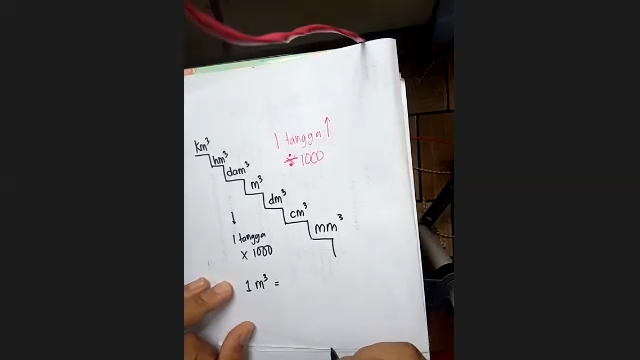 km³
hm³
dam³
m³
dm³
cm³
mm³
1 tangga ↑
÷ 1000
↓
1 tangga
x 1000
1 m³ =